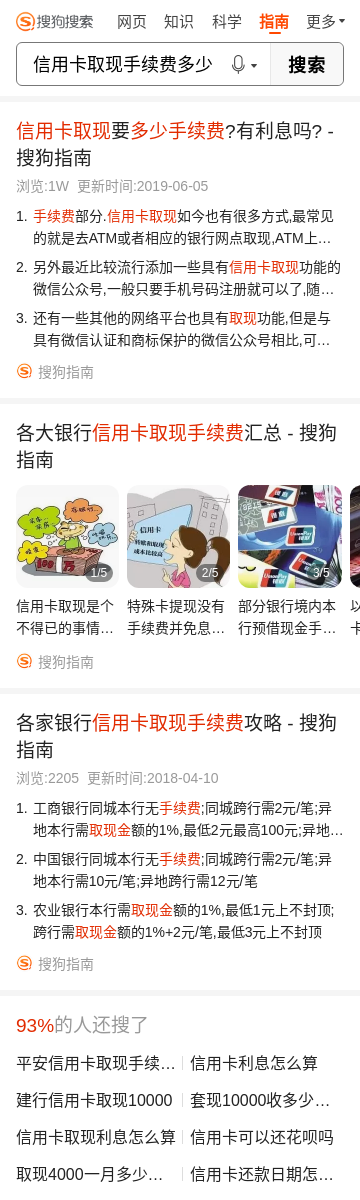 搜狗搜索 网页 知识 科学 指南 更多
信用卡取现手续费多少 搜索
信用卡取现要多少手续费?有利息吗? -
搜狗指南
浏览:1W 更新时间:2019-06-05
1. 手续费部分.信用卡取现如今也有很多方式,最常见
的就是去ATM或者相应的银行网点取现,ATM上…
2. 另外最近比较流行添加一些具有信用卡取现功能的
微信公众号,一般只要手机号码注册就可以了,随…
3. 还有一些其他的网络平台也具有取现功能,但是与
具有微信认证和商标保护的微信公众号相比,可…
搜狗指南
各大银行信用卡取现手续费汇总 - 搜狗
指南
1/5 2/5 3/5
信用卡
信用卡取现是个 特殊卡提现没有 部分银行境内本
不得已的事情… 手续费并免息… 行预借现金手…
搜狗指南
各家银行信用卡取现手续费攻略 - 搜狗
指南
浏览:2205 更新时间:2018-04-10
1. 工商银行同城本行无手续费;同城跨行需2元/笔;异
地本行需取现金额的1%,最低2元最高100元;异地…
2. 中国银行同城本行无手续费;同城跨行需2元/笔;异
地本行需10元/笔;异地跨行需12元/笔
3. 农业银行本行需取现金额的1%,最低1元上不封顶;
跨行需取现金额的1%+2元/笔,最低3元上不封顶
搜狗指南
93%的人还搜了
平安信用卡取现手续… 信用卡利息怎么算
建行信用卡取现10000 套现10000收多少…
信用卡取现利息怎么算 信用卡可以还花呗吗
取现4000一月多少… 信用卡还款日期怎…